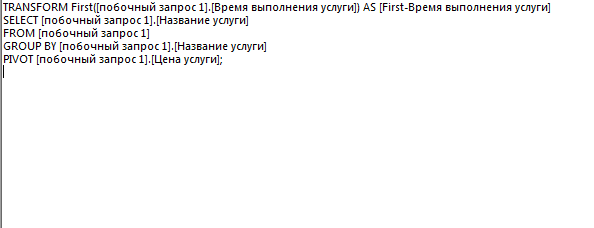 TRANSFORM First([побочный запрос 1].[Время выполнения услуги]) AS [First-Время выполнения услуги]
SELECT [побочный запрос 1].[Название услуги]
FROM [побочный запрос 1]
GROUP BY [побочный запрос 1].[Название услуги]
PIVOT [побочный запрос 1].[Цена услуги];